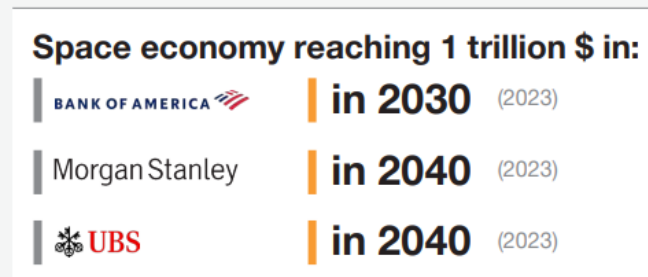 Space economy reaching 1 trillion $ in:
BANK OF AMERICA in 2030 (2023)
Morgan Stanley in 2040 (2023)
UBS in 2040 (2023)